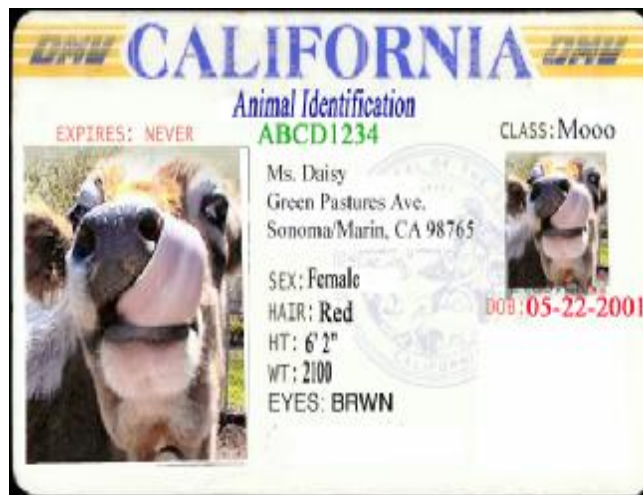 DMV CALIFORNIA DMV
Animal Identification
EXPIRES: NEVER
ABCD1234
CLASS: Mooo
Ms. Daisy
Green Pastures Ave.
Sonoma/Marin, CA 98765
SEX: Female
HAIR: Red
HT: 6' 2"
WT: 2100
EYES: BRWN
DOB: 05-22-2001